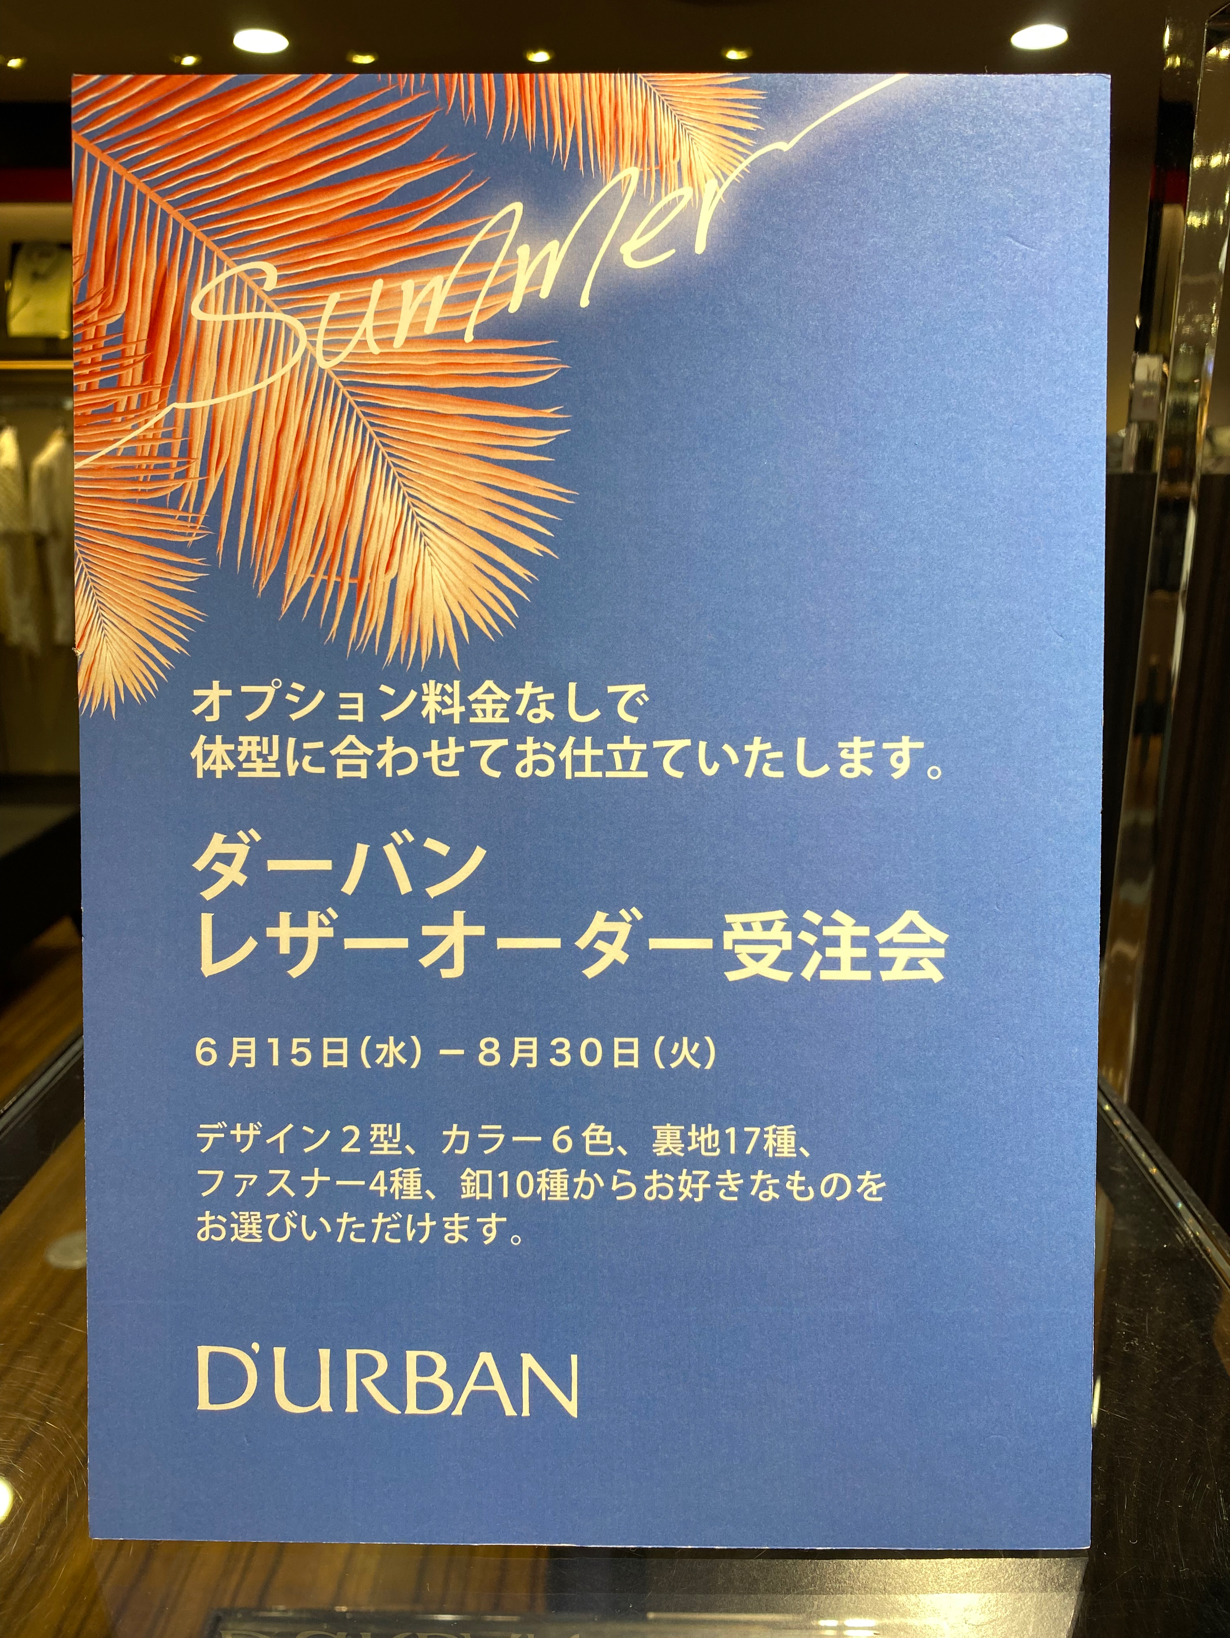 Summer
オプション料金なしで
体型に合わせてお仕立ていたします。
ダーバン
レザーオーダー受注会
6月15日(水)−8月30日(火)
デザイン2型、カラー6色、裏地17種、
ファスナー4種、釦10種からお好きなものを
お選びいただけます。
D'URBAN